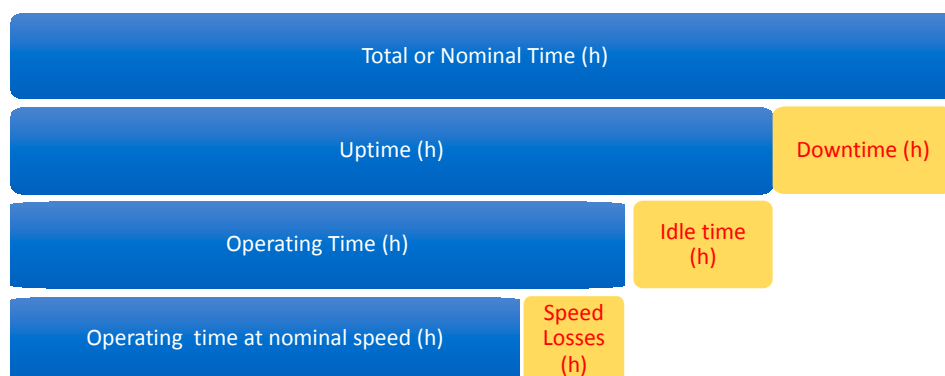 Total or Nominal Time (h)
Uptime (h)
Downtime (h)
Operating Time (h)
Idle time
(h)
Operating  time at nominal speed (h)
Speed
Losses
(h)